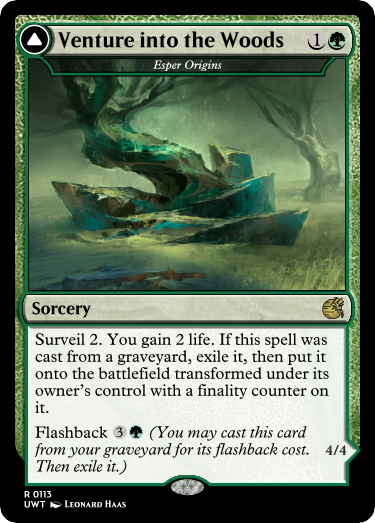 Venture into the Woods 1
Esper Origins
Sorcery
Surveil 2. You gain 2 life. If this spell was
cast from a graveyard, exile it, then put it
onto the battlefield transformed under its
owner's control with a finality counter on
it.
Flashback 3 (You may cast this card
from your graveyard for its flashback cost.
Then exile it.)
4/4
R 0113
UWT LEONARD HAAS